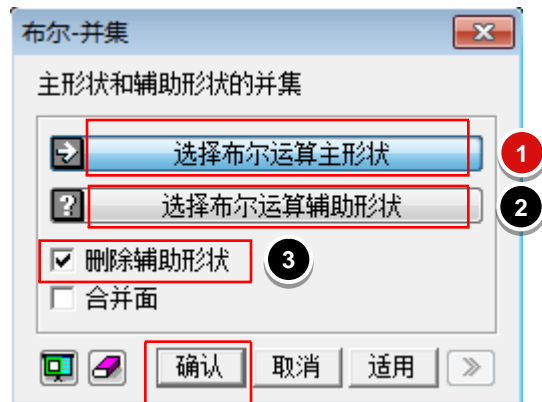 布尔-并集
主形状和辅助形状的并集
选择布尔运算主形状 1
? 选择布尔运算辅助形状 2
删除辅助形状 3
合并面
确认 取消 适用